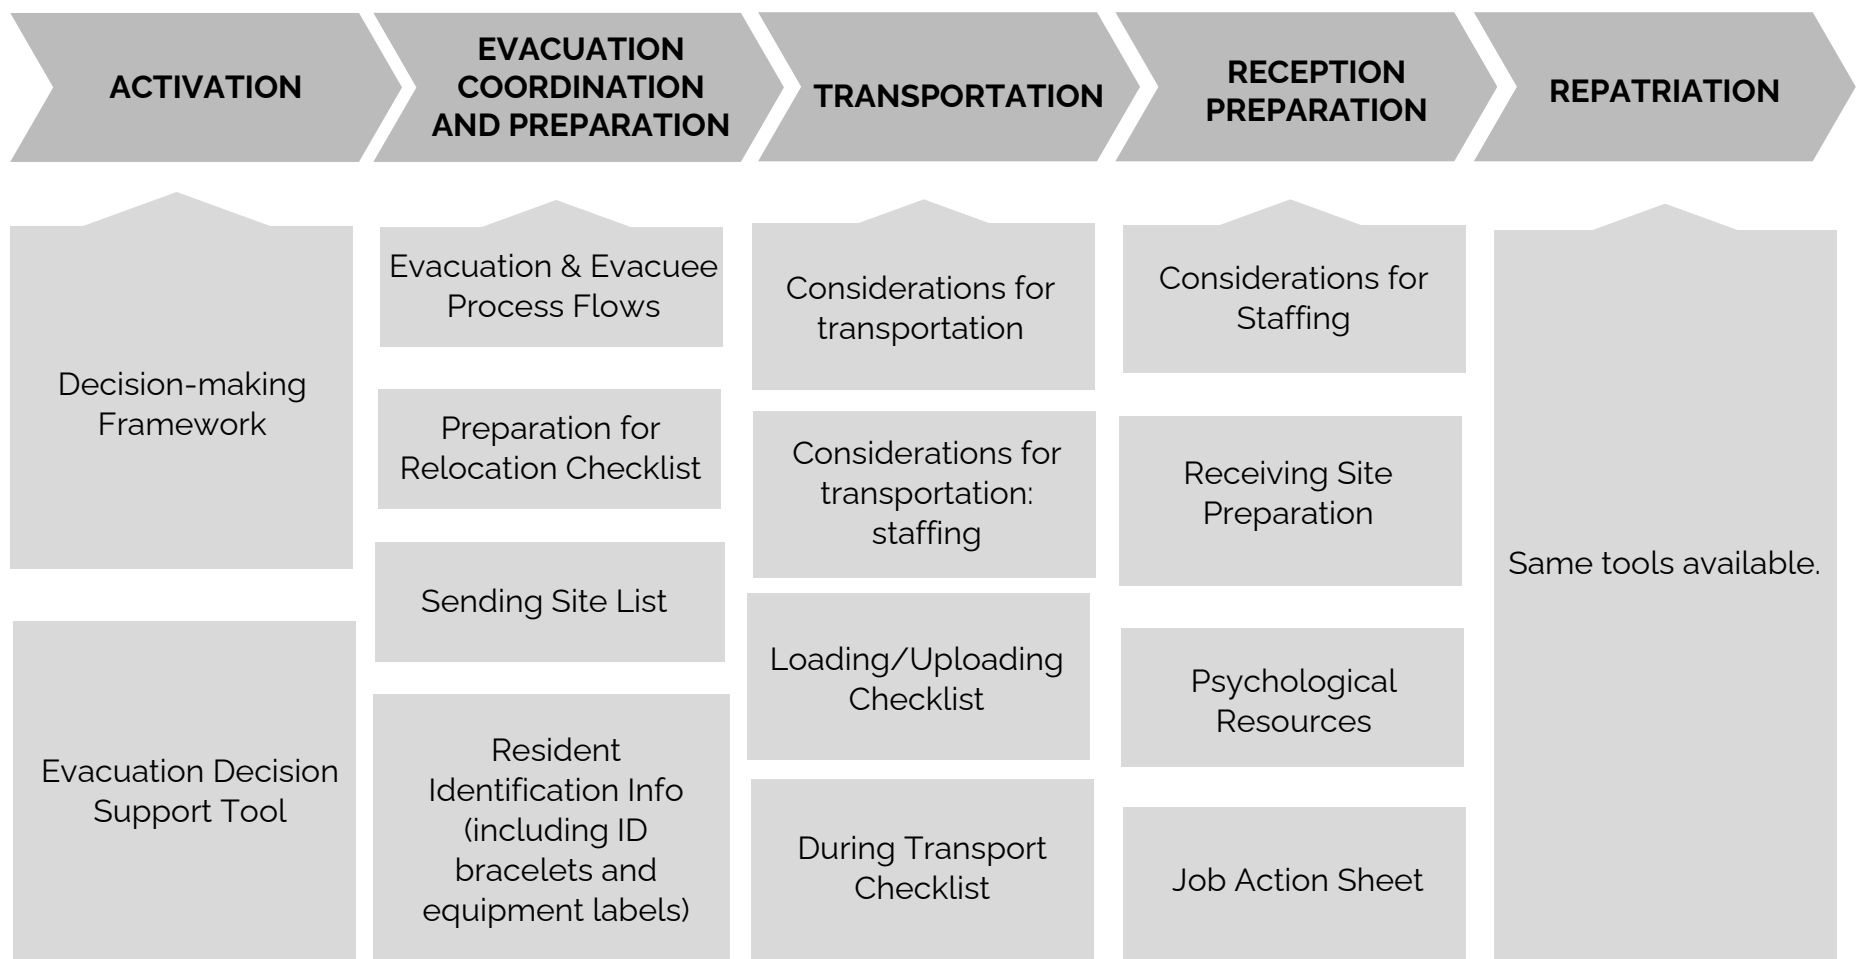 ACTIVATION
EVACUATION
COORDINATION
AND PREPARATION
TRANSPORTATION
RECEPTION
PREPARATION
REPATRIATION
Decision-making
Framework
Evacuation Decision
Support Tool
Evacuation & Evacuee
Process Flows
Preparation for
Relocation Checklist
Sending Site List
Resident
Identification Info
(including ID
bracelets and
equipment labels)
Considerations for
transportation
Considerations for
transportation:
staffing
Loading/Uploading
Checklist
During Transport
Checklist
Considerations for
Staffing
Receiving Site
Preparation
Psychological
Resources
Job Action Sheet
Same tools available.